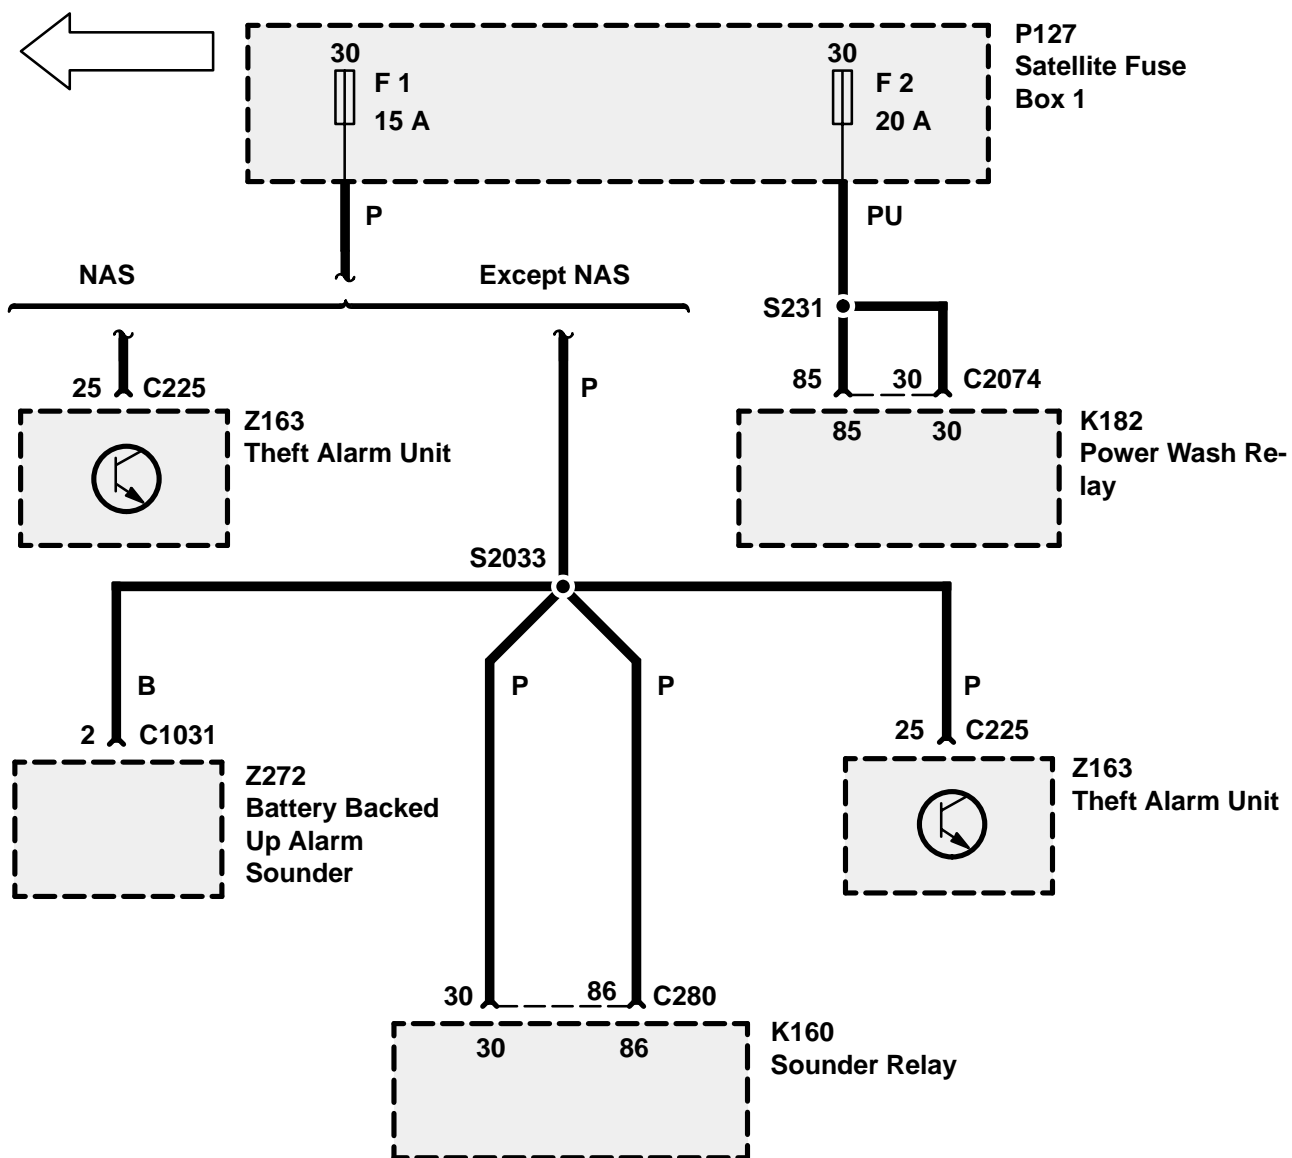 P127
Satellite Fuse
Box 1
30
F 1
15 A
30
F 2
20 A
P
PU
NAS
Except NAS
S231
25 C225
P
85 30 C2074
Z163
Theft Alarm Unit
85 30
K182
Power Wash Re-
lay
S2033
B
P
P
P
2 C1031
25 C225
Z272
Battery Backed
Up Alarm
Sounder
Z163
Theft Alarm Unit
30 86 C280
30 86
K160
Sounder Relay